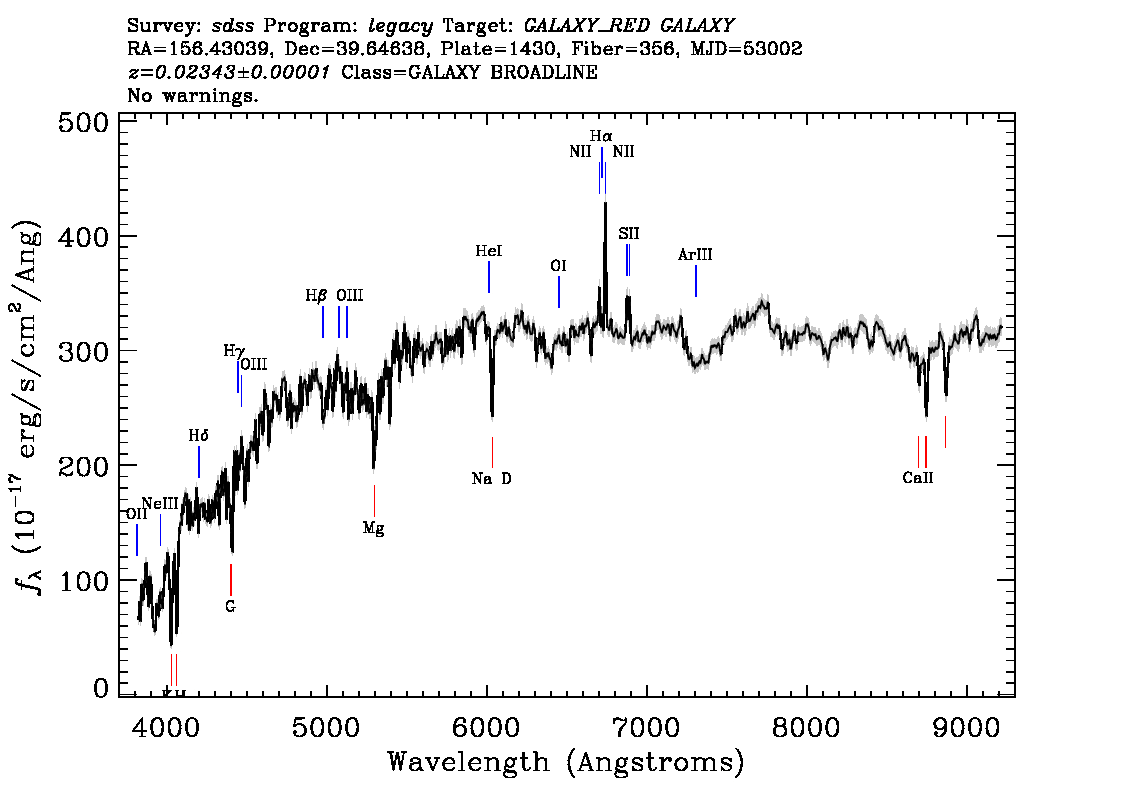 Survey: sdss Program: legacy Target: GALAXY_RED GALAXY
RA=156.43039, Dec=39.64638, Plate=1430, Fiber=356, MJD=53002
z=0.02343±0.00001 Class=GALAXY BROADLINE
No warnings.
500
Hα
NII NII
400
SII
HeI
ArIII
OI
Hβ OIII
300
Hγ
OIII
Hδ
200
Na D
CaII
NeIII
OII
Mg
100
G
0
K H
4000 5000 6000 7000 8000 9000
Wavelength (Angstroms)
f_λ (10⁻¹⁷ erg/s/cm²/Ang)